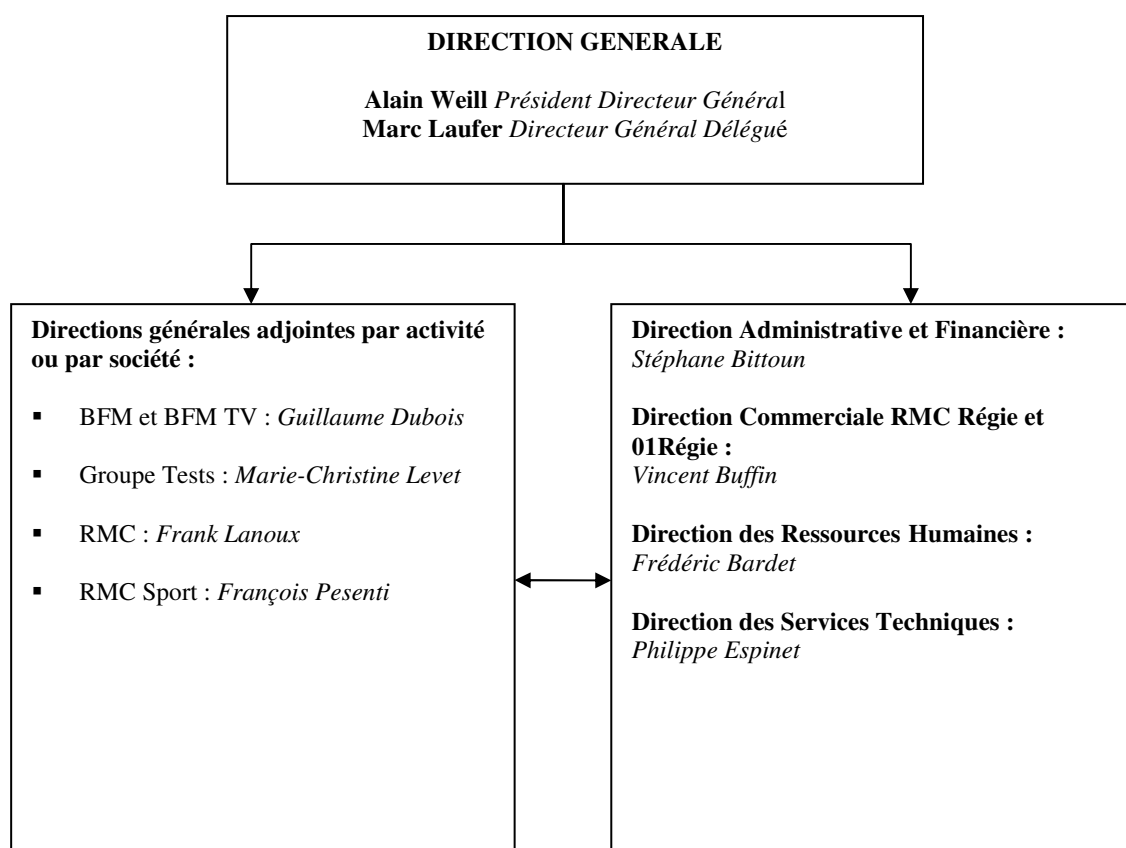 DIRECTION GENERALE
Alain Weill Président Directeur Général
Marc Laufer Directeur Général Délégué
Directions générales adjointes par activité
ou par société :
▪ BFM et BFM TV : Guillaume Dubois
▪ Groupe Tests : Marie-Christine Levet
▪ RMC : Frank Lanoux
▪ RMC Sport : François Pesenti
Direction Administrative et Financière :
Stéphane Bittoun
Direction Commerciale RMC Régie et
01Régie :
Vincent Buffin
Direction des Ressources Humaines :
Frédéric Bardet
Direction des Services Techniques :
Philippe Espinet